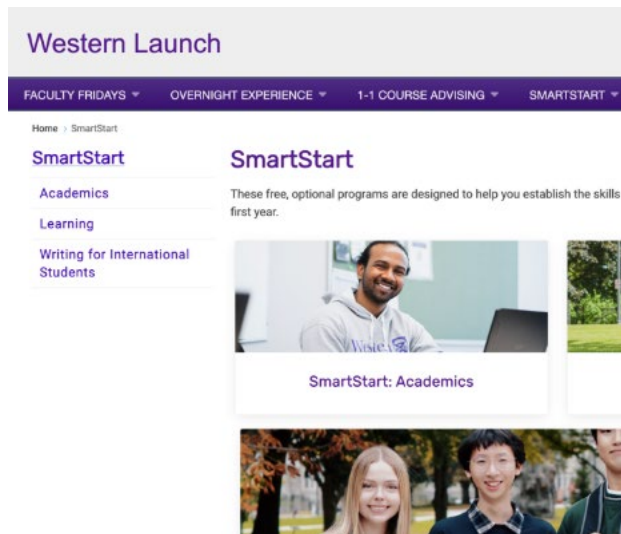 Western Launch
FACULTY FRIDAYS
OVERNIGHT EXPERIENCE
1-1 COURSE ADVISING
SMARTSTART
Home › SmartStart
SmartStart
Academics
Learning
Writing for International
Students
SmartStart
These free, optional programs are designed to help you establish the skills
first year.
SmartStart: Academics